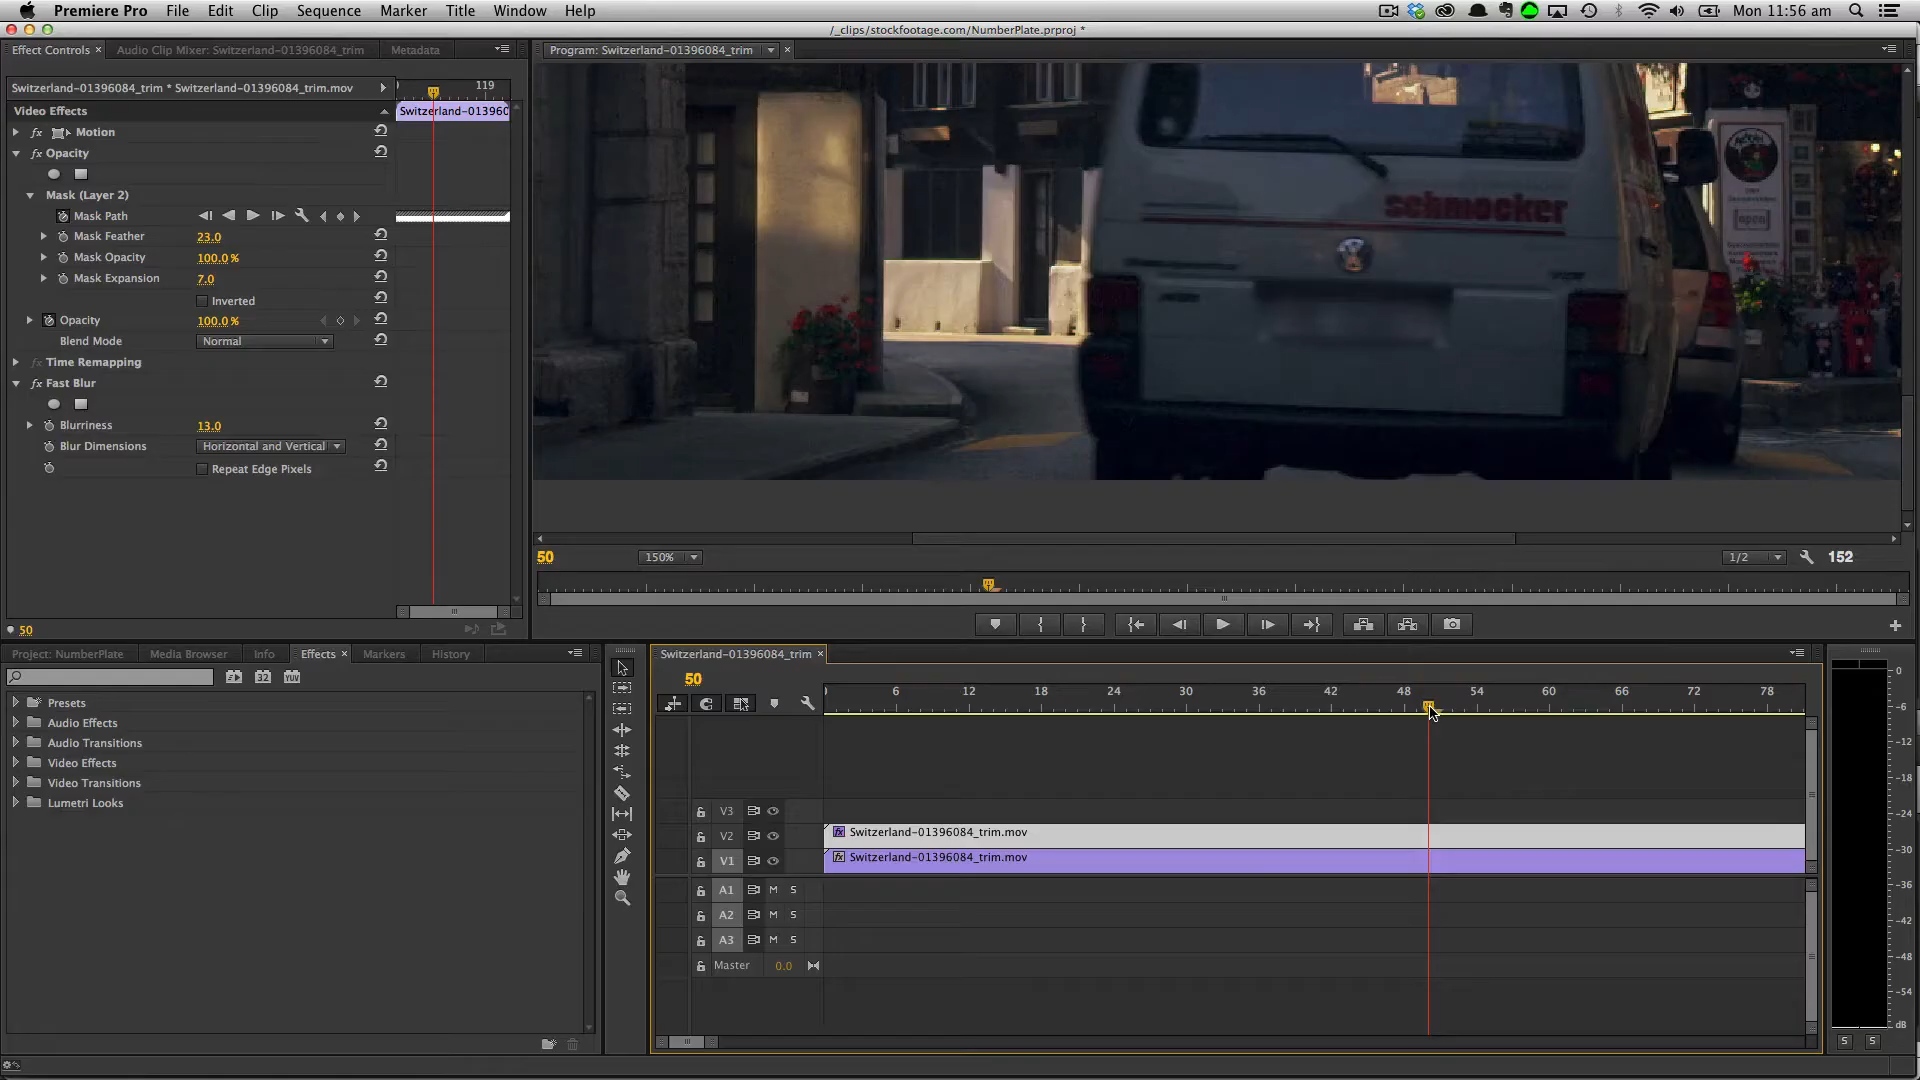 Premiere Pro File Edit Clip Sequence Marker Title Window Help Mon 11:56 am
/_clips/stockfootage.com/NumberPlate.prproj *
Effect Controls × Audio Clip Mixer: Switzerland-01396084_trim Metadata
Program: Switzerland-01396084_trim ×
Switzerland-01396084_trim * Switzerland-01396084_trim.mov
119
Video Effects
Switzerland-013960
fx Motion
fx Opacity
Mask (Layer 2)
Mask Path
Mask Feather 23.0
Mask Opacity 100.0 %
Mask Expansion 7.0
Inverted
Opacity 100.0 %
Blend Mode Normal
fx Time Remapping
fx Fast Blur
Blurriness 13.0
Blur Dimensions Horizontal and Vertical
Repeat Edge Pixels
50
schmocker
open
50 150% 1/2 152
Project: NumberPlate Media Browser Info Effects × Markers History
32 YUV
Presets
Audio Effects
Audio Transitions
Video Effects
Video Transitions
Lumetri Looks
Switzerland-01396084_trim ×
50
6 12 18 24 30 36 42 48 54 60 66 72 78
V3
V2 fx Switzerland-01396084_trim.mov
V1 fx Switzerland-01396084_trim.mov
A1 M S
A2 M S
A3 M S
Master 0.0
0
-6
-12
-18
-24
-30
-36
-42
-48
-54
dB
S S